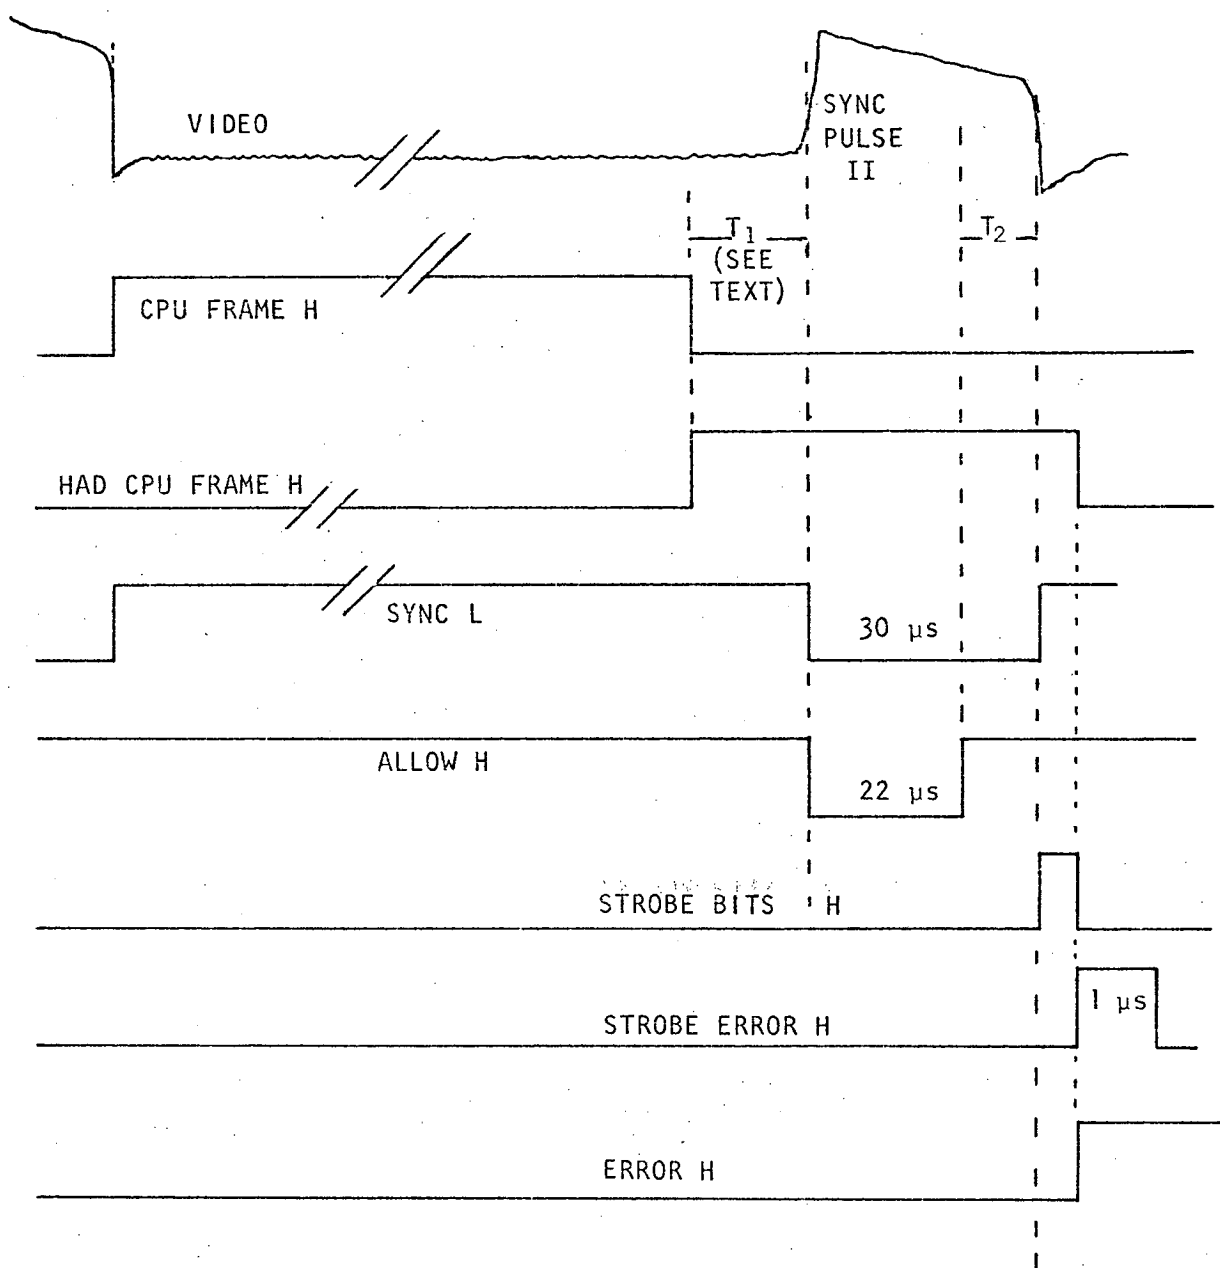 VIDEO
SYNC
PULSE
II
T1
(SEE
TEXT)
T2
CPU FRAME H
HAD CPU FRAME H
SYNC L
30 μs
ALLOW H
22 μs
STROBE BITS H
1 μs
STROBE ERROR H
ERROR H